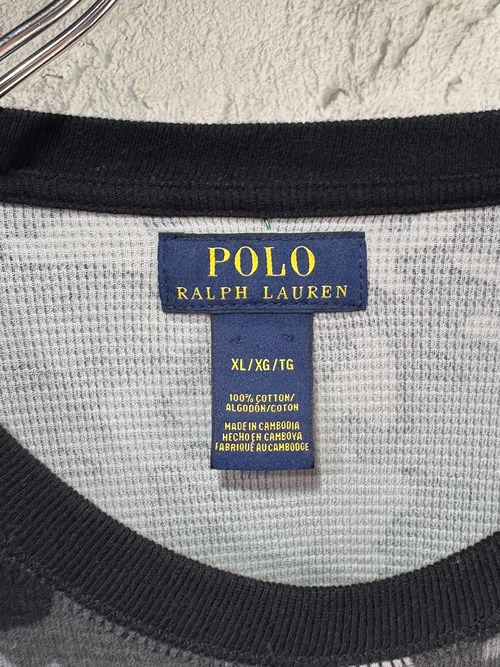 POLO
RALPH LAUREN
XL/XG/TG
100% COTTON/
ALGODÓN/COTON
MADE IN CAMBODIA
HECHO EN CAMBOYA
FABRIQUÉ AU CAMBODGE